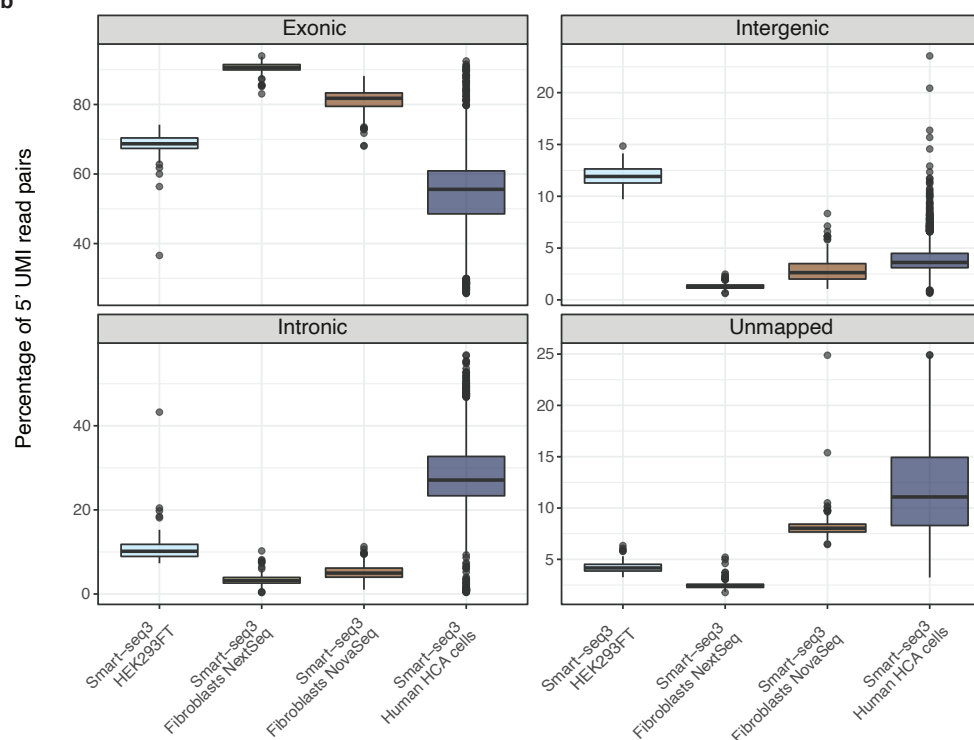 b
Exonic
Intergenic
80
60
40
20
15
10
5
0
Percentage of 5' UMI read pairs
Intronic
Unmapped
40
20
0
25
20
15
10
5
Smart–seq3
HEK293FT
Smart–seq3
Fibroblasts NextSeq
Smart–seq3
Fibroblasts NovaSeq
Smart–seq3
Human HCA cells
Smart–seq3
HEK293FT
Smart–seq3
Fibroblasts NextSeq
Smart–seq3
Fibroblasts NovaSeq
Smart–seq3
Human HCA cells